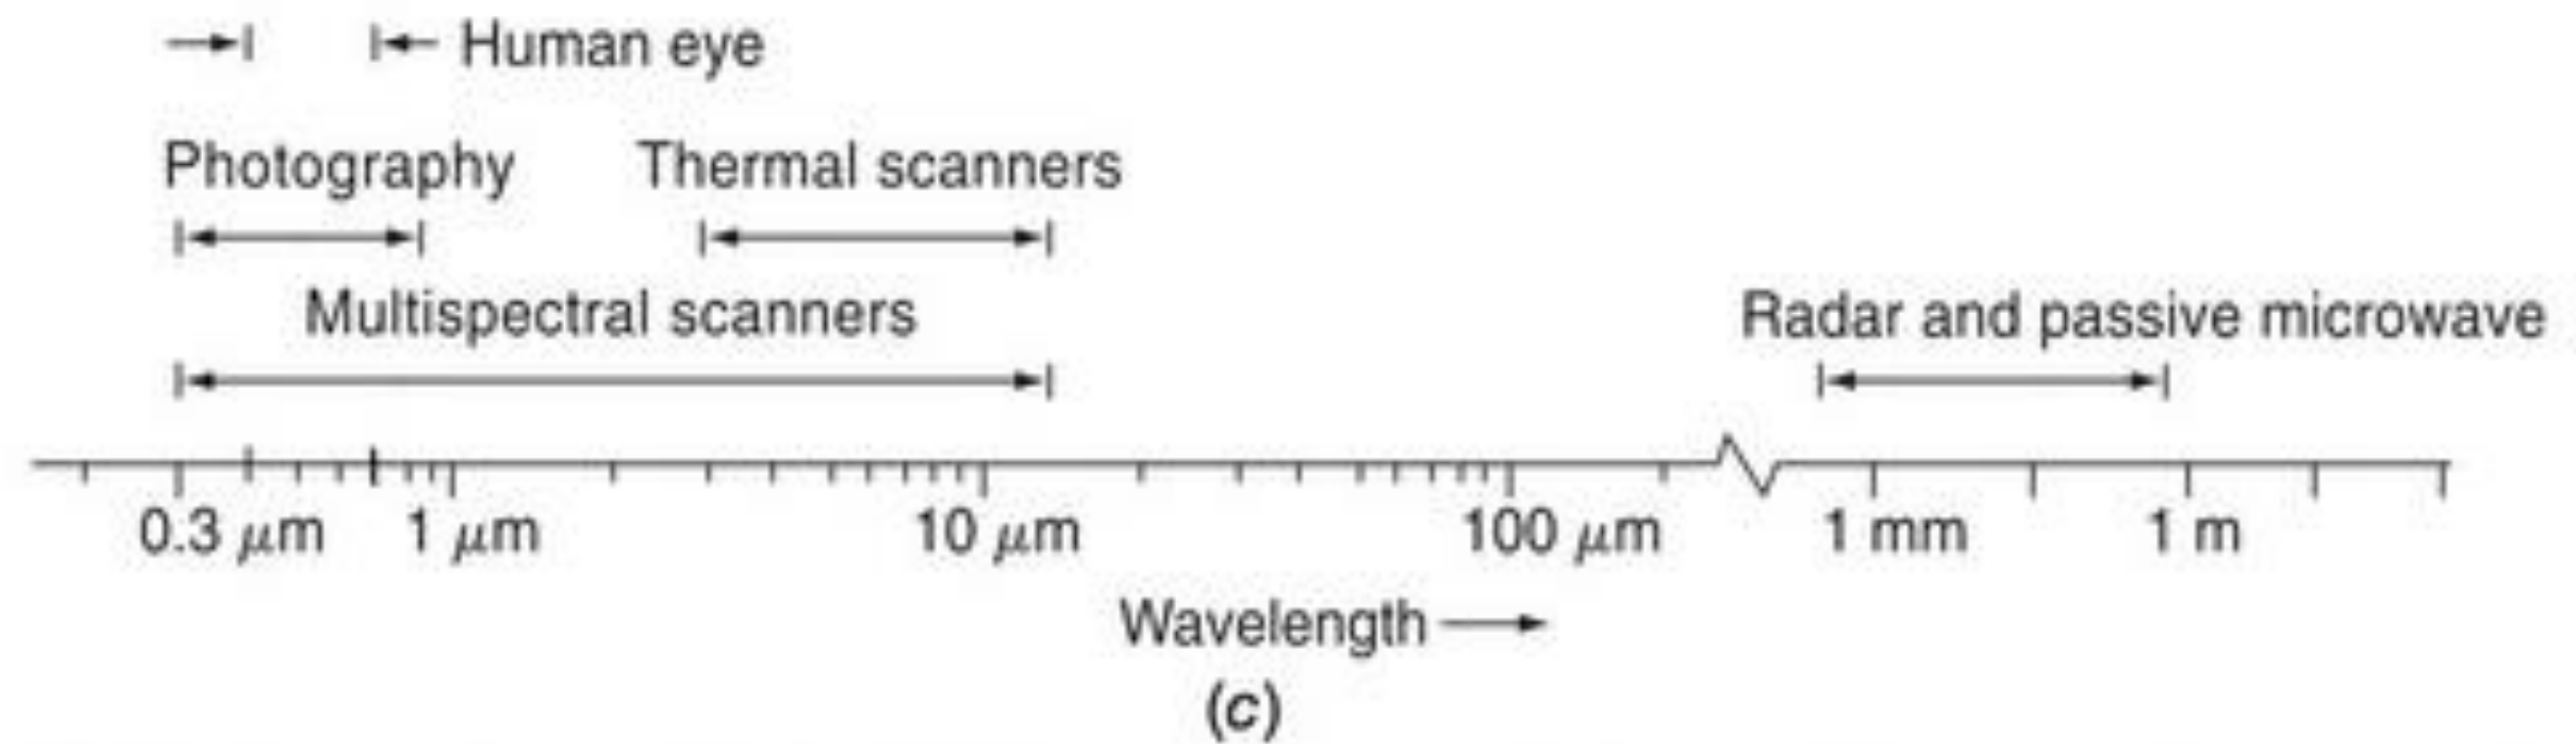 Human eye
Photography Thermal scanners
Multispectral scanners Radar and passive microwave
0.3 μm 1 μm 10 μm 100 μm 1 mm 1 m
Wavelength
(c)